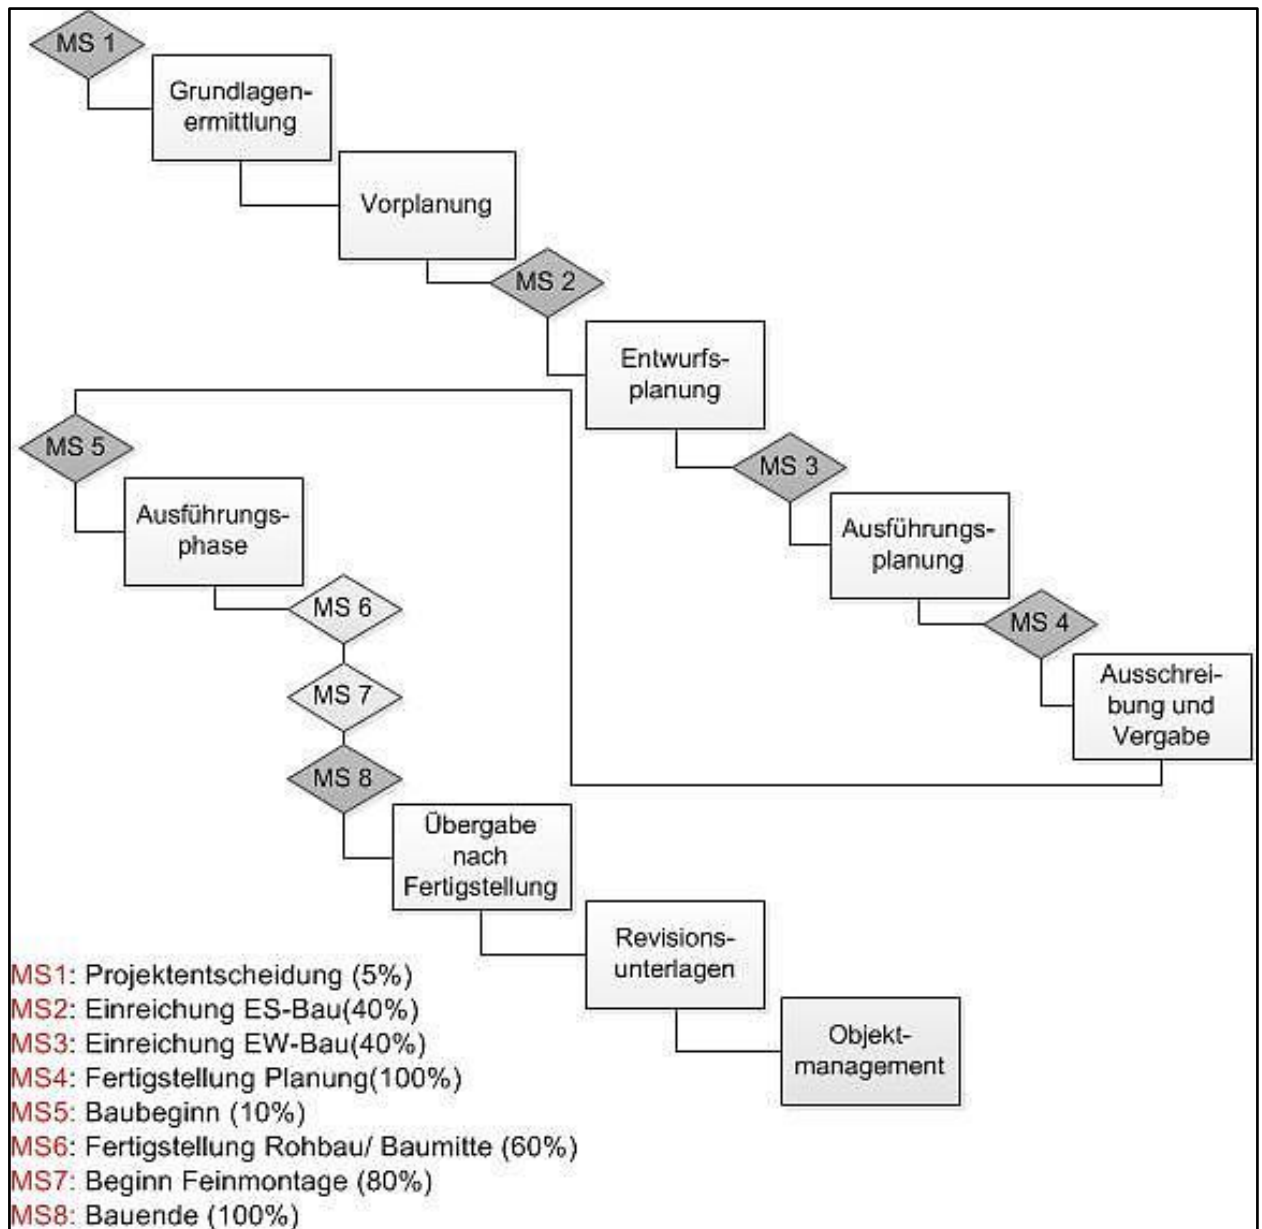 MS 1
Grundlagen-
ermittlung
Vorplanung
MS 2
Entwurfs-
planung
MS 3
Ausführungs-
planung
MS 4
Ausschrei-
bung und
Vergabe
MS 5
Ausführungs-
phase
MS 6
MS 7
MS 8
Übergabe
nach
Fertigstellung
Revisions-
unterlagen
Objekt-
management
MS1: Projektentscheidung (5%)
MS2: Einreichung ES-Bau(40%)
MS3: Einreichung EW-Bau(40%)
MS4: Fertigstellung Planung(100%)
MS5: Baubeginn (10%)
MS6: Fertigstellung Rohbau/ Baumitte (60%)
MS7: Beginn Feinmontage (80%)
MS8: Bauende (100%)